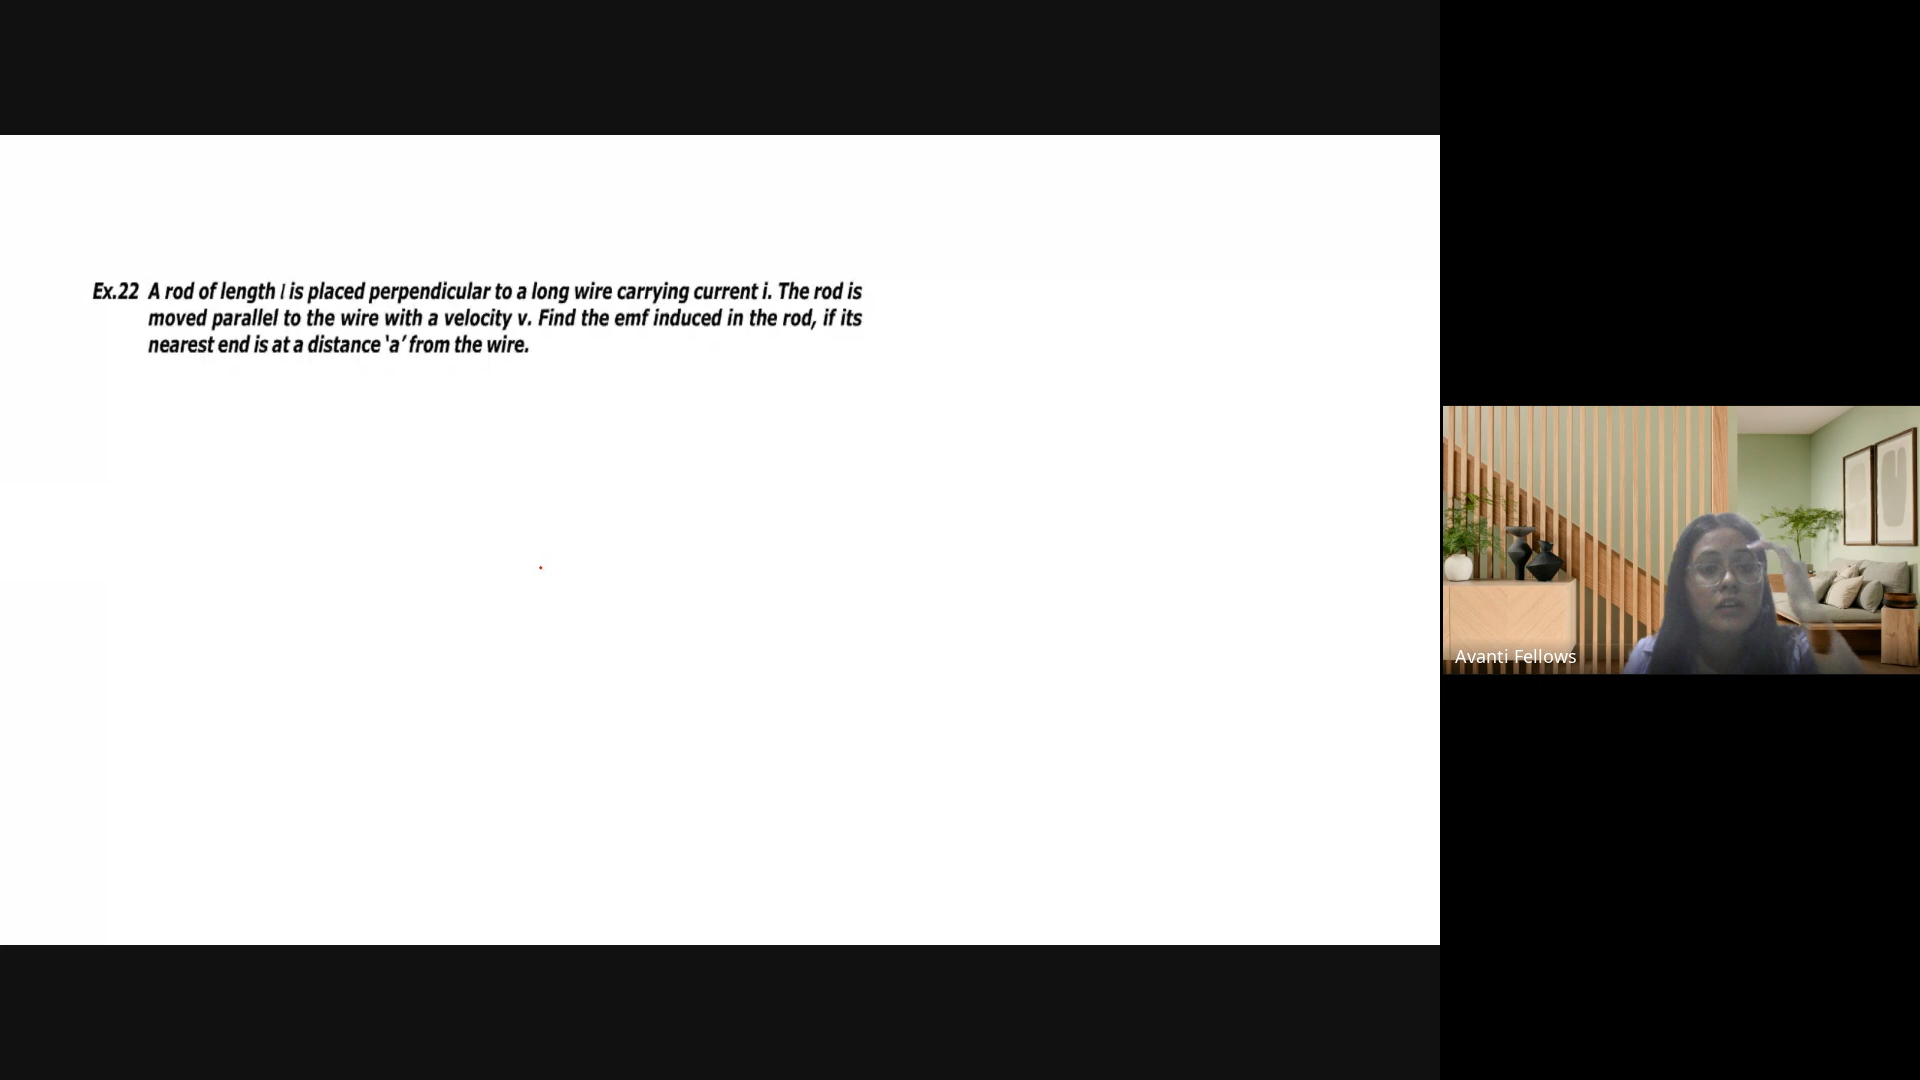 Ex.22 A rod of length l is placed perpendicular to a long wire carrying current i. The rod is
moved parallel to the wire with a velocity v. Find the emf induced in the rod, if its
nearest end is at a distance ‘a’ from the wire.
Avanti Fellows